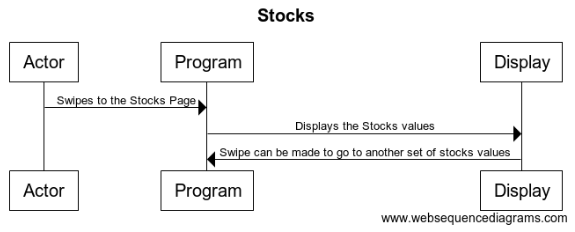 Stocks
Actor Program Display
Swipes to the Stocks Page
Displays the Stocks values
Swipe can be made to go to another set of stocks values
Actor Program Display
www.websequencediagrams.com